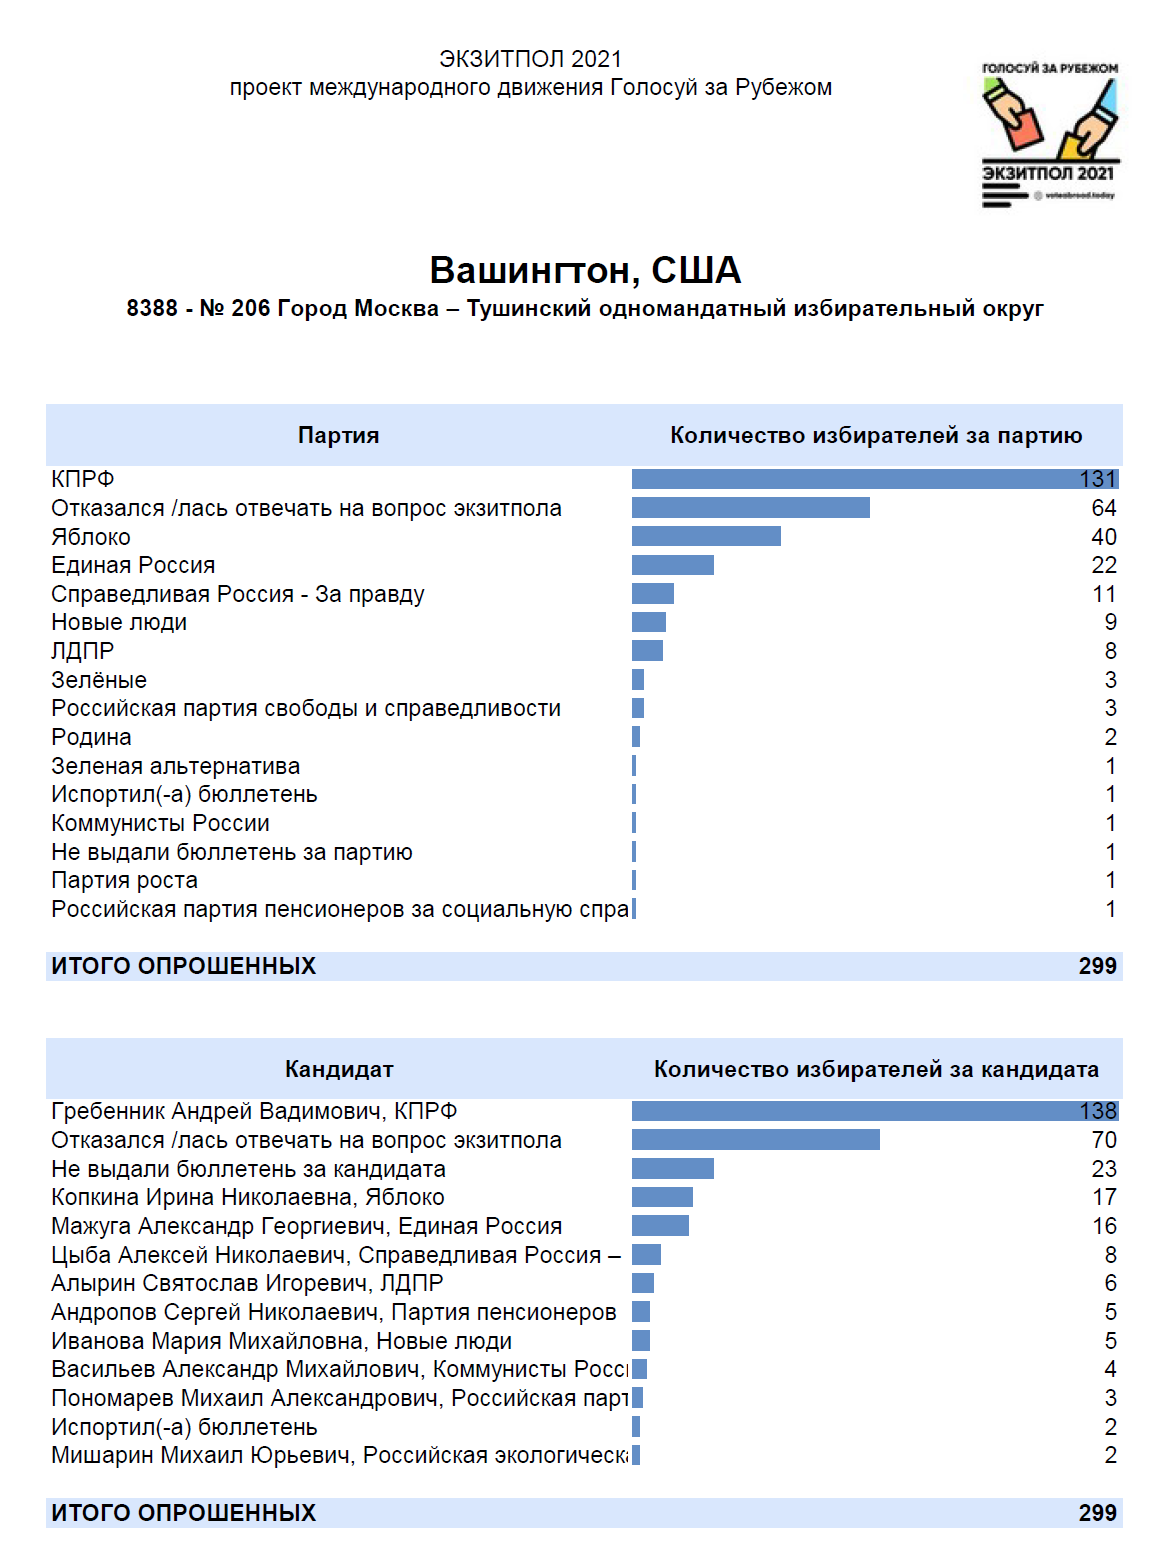 ЭКЗИТПОЛ 2021
проект международного движения Голосуй за Рубежом
ГОЛОСУЙ ЗА РУБЕЖОМ
ЭКЗИТПОЛ 2021
voteabroad.today
Вашингтон, США
8388 - № 206 Город Москва – Тушинский одномандатный избирательный округ
Партия Количество избирателей за партию
КПРФ 131
Отказался /лась отвечать на вопрос экзитпола 64
Яблоко 40
Единая Россия 22
Справедливая Россия - За правду 11
Новые люди 9
ЛДПР 8
Зелёные 3
Российская партия свободы и справедливости 3
Родина 2
Зеленая альтернатива 1
Испортил(-а) бюллетень 1
Коммунисты России 1
Не выдали бюллетень за партию 1
Партия роста 1
Российская партия пенсионеров за социальную спра 1
ИТОГО ОПРОШЕННЫХ 299
Кандидат Количество избирателей за кандидата
Гребенник Андрей Вадимович, КПРФ 138
Отказался /лась отвечать на вопрос экзитпола 70
Не выдали бюллетень за кандидата 23
Копкина Ирина Николаевна, Яблоко 17
Мажуга Александр Георгиевич, Единая Россия 16
Цыба Алексей Николаевич, Справедливая Россия – 8
Алырин Святослав Игоревич, ЛДПР 6
Андропов Сергей Николаевич, Партия пенсионеров 5
Иванова Мария Михайловна, Новые люди 5
Васильев Александр Михайлович, Коммунисты Росси 4
Пономарев Михаил Александрович, Российская парт 3
Испортил(-а) бюллетень 2
Мишарин Михаил Юрьевич, Российская экологическа 2
ИТОГО ОПРОШЕННЫХ 299